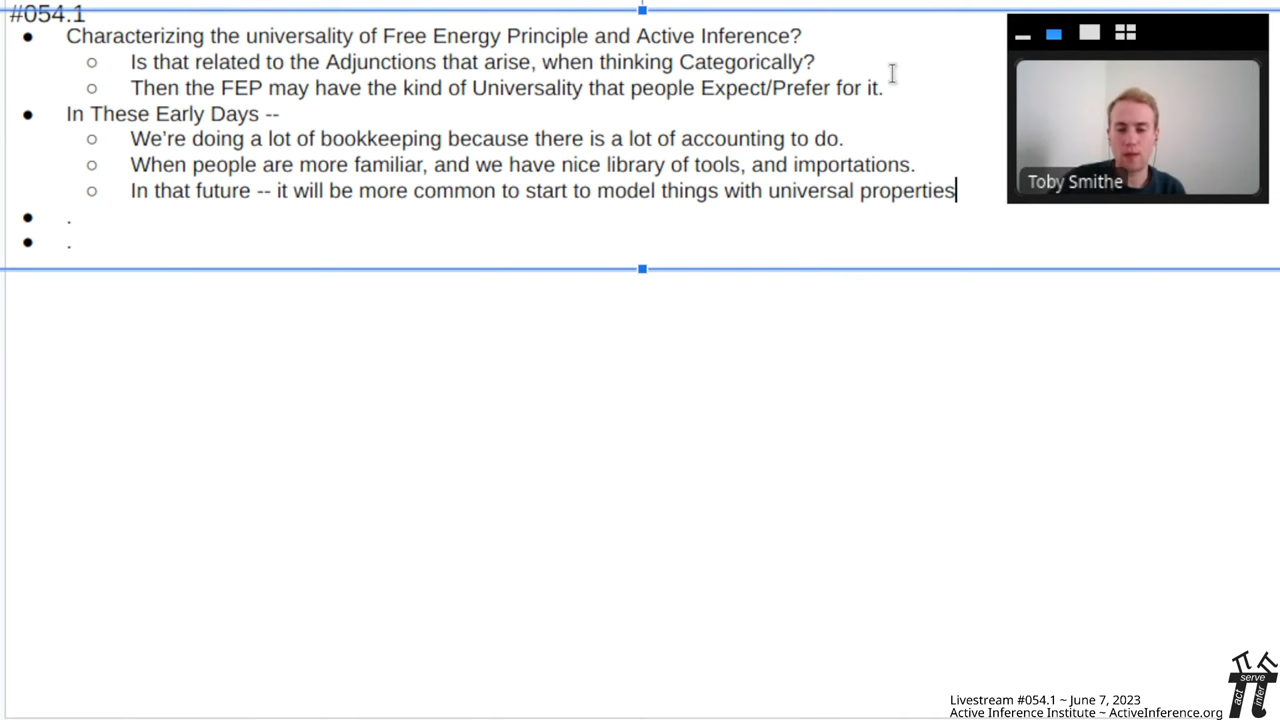 #054.1
● Characterizing the universality of Free Energy Principle and Active Inference?
○ Is that related to the Adjunctions that arise, when thinking Categorically?
○ Then the FEP may have the kind of Universality that people Expect/Prefer for it.
● In These Early Days --
○ We're doing a lot of bookkeeping because there is a lot of accounting to do.
○ When people are more familiar, and we have nice library of tools, and importations.
○ In that future -- it will be more common to start to model things with universal properties
● .
● .
Toby Smithe
serve
act
infer
Livestream #054.1 ~ June 7, 2023
Active Inference Institute ~ ActiveInference.org